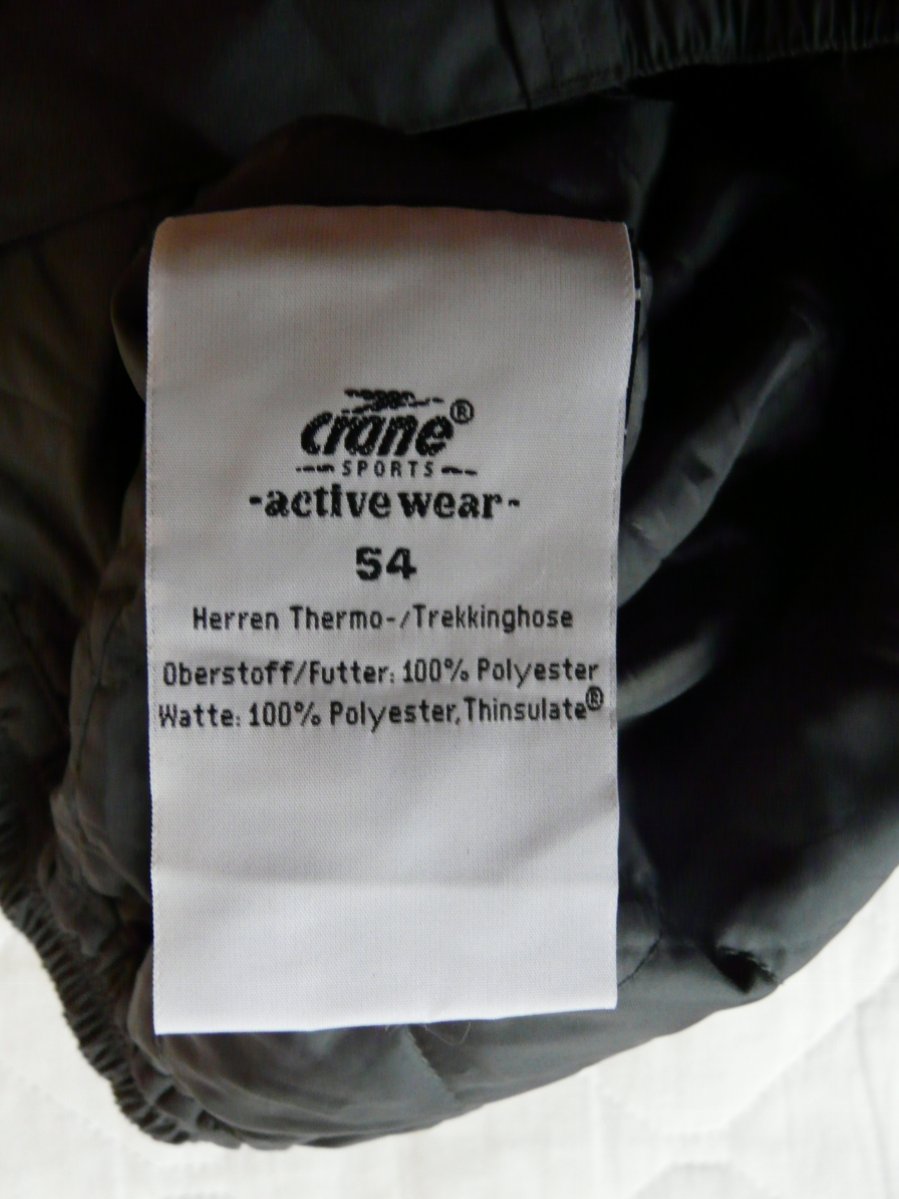 crane®
SPORTS
-active wear-
54
Herren Thermo-/Trekkinghose
Oberstoff/Futter: 100% Polyester
Watte: 100% Polyester, Thinsulate®